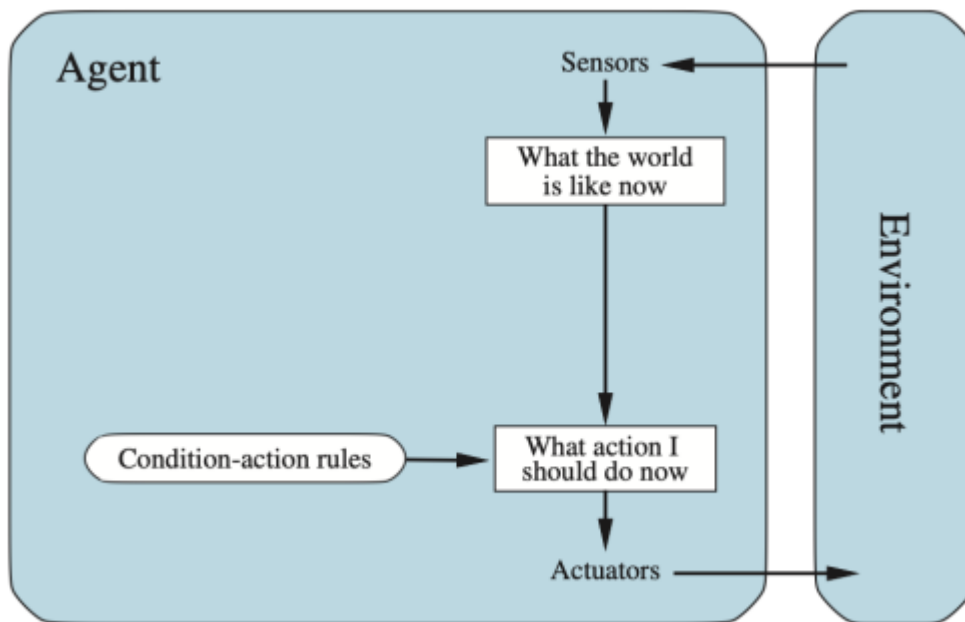 Agent
Sensors
What the world
is like now
Environment
Condition-action rules
What action I
should do now
Actuators